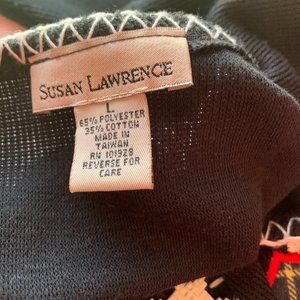 SUSAN LAWRENCE
L
65% POLYESTER
35% COTTON
MADE IN
TAIWAN
RN 101928
REVERSE FOR
CARE